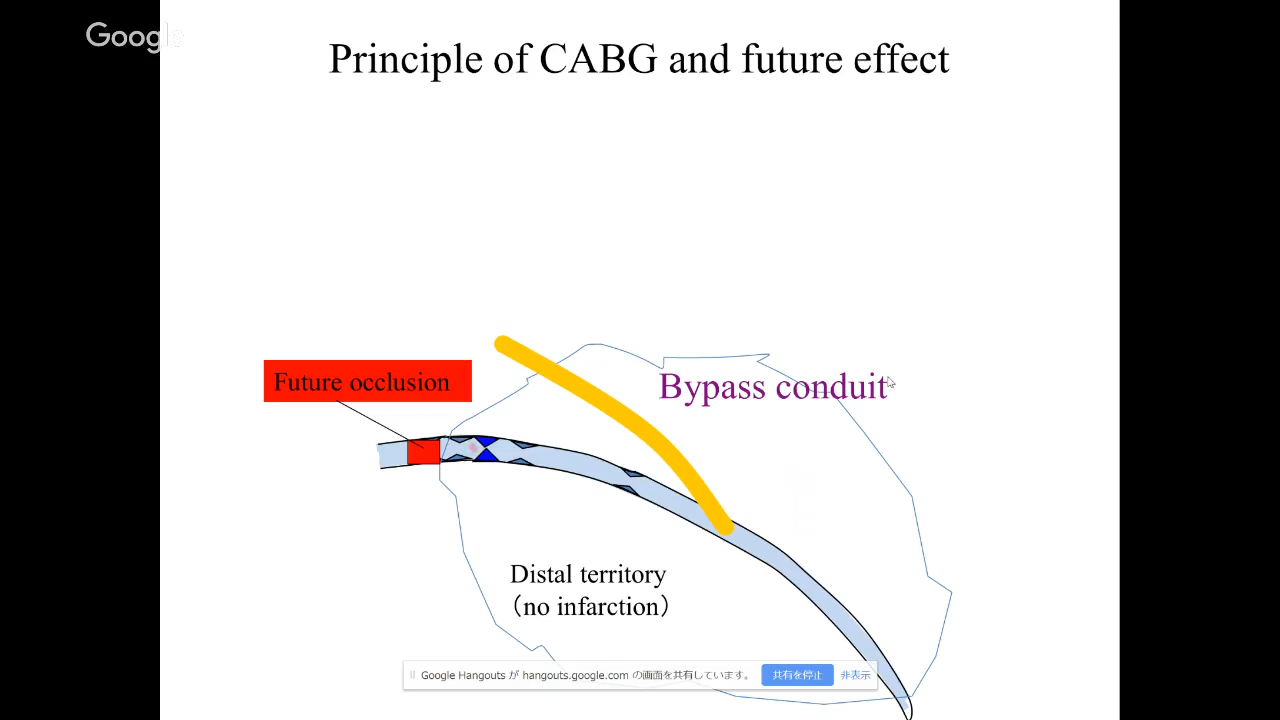 Google
Principle of CABG and future effect
Future occlusion
Bypass conduit
Distal territory
（no infarction）
Google Hangouts が hangouts.google.com の画面を共有しています。 共有を停止 非表示